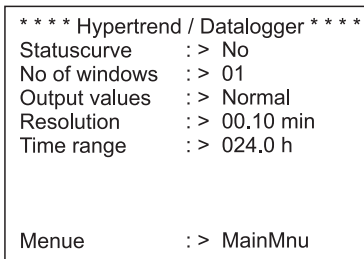 * * * * Hypertrend / Datalogger * * * *
Statuscurve : > No
No of windows : > 01
Output values : > Normal
Resolution : > 00.10 min
Time range : > 024.0 h
Menue : > MainMnu